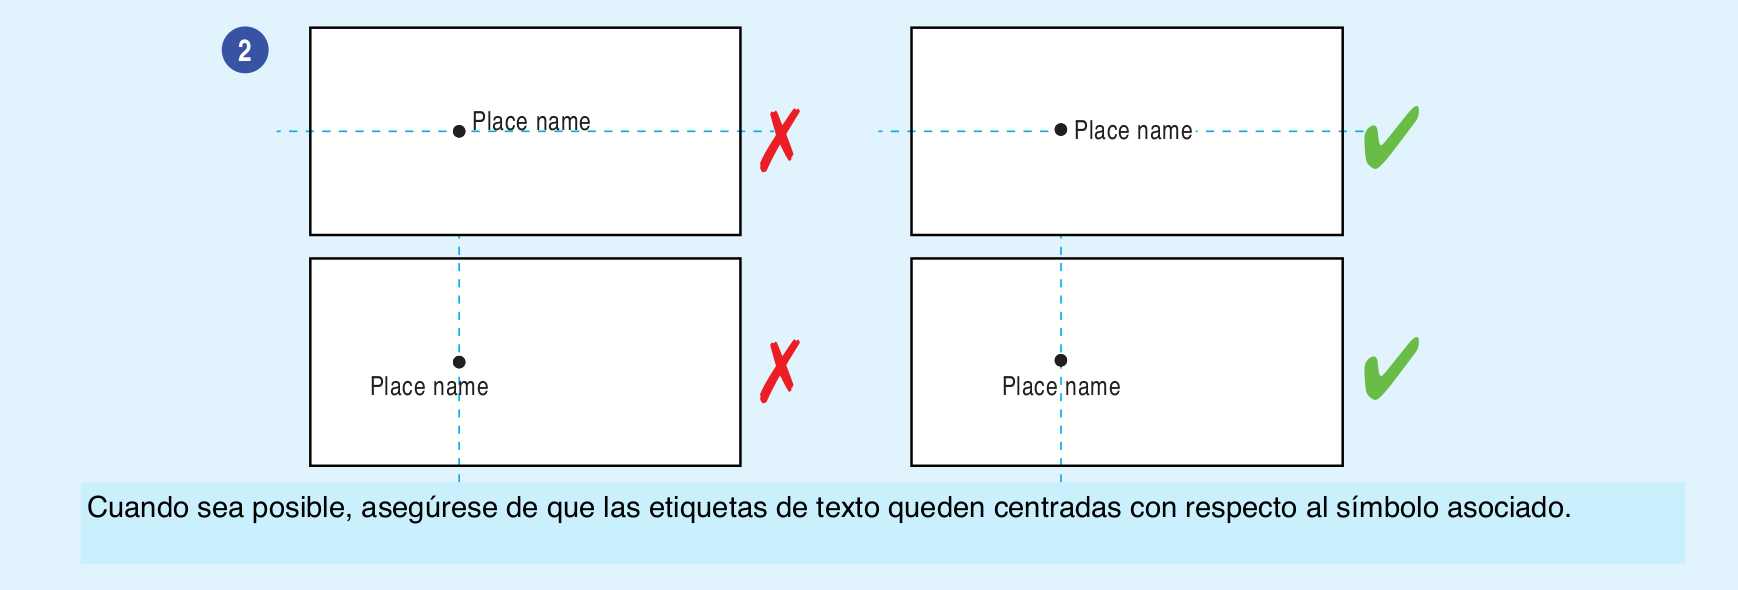 2
Place name
Place name
Place name
Place name
Cuando sea posible, asegúrese de que las etiquetas de texto queden centradas con respecto al símbolo asociado.